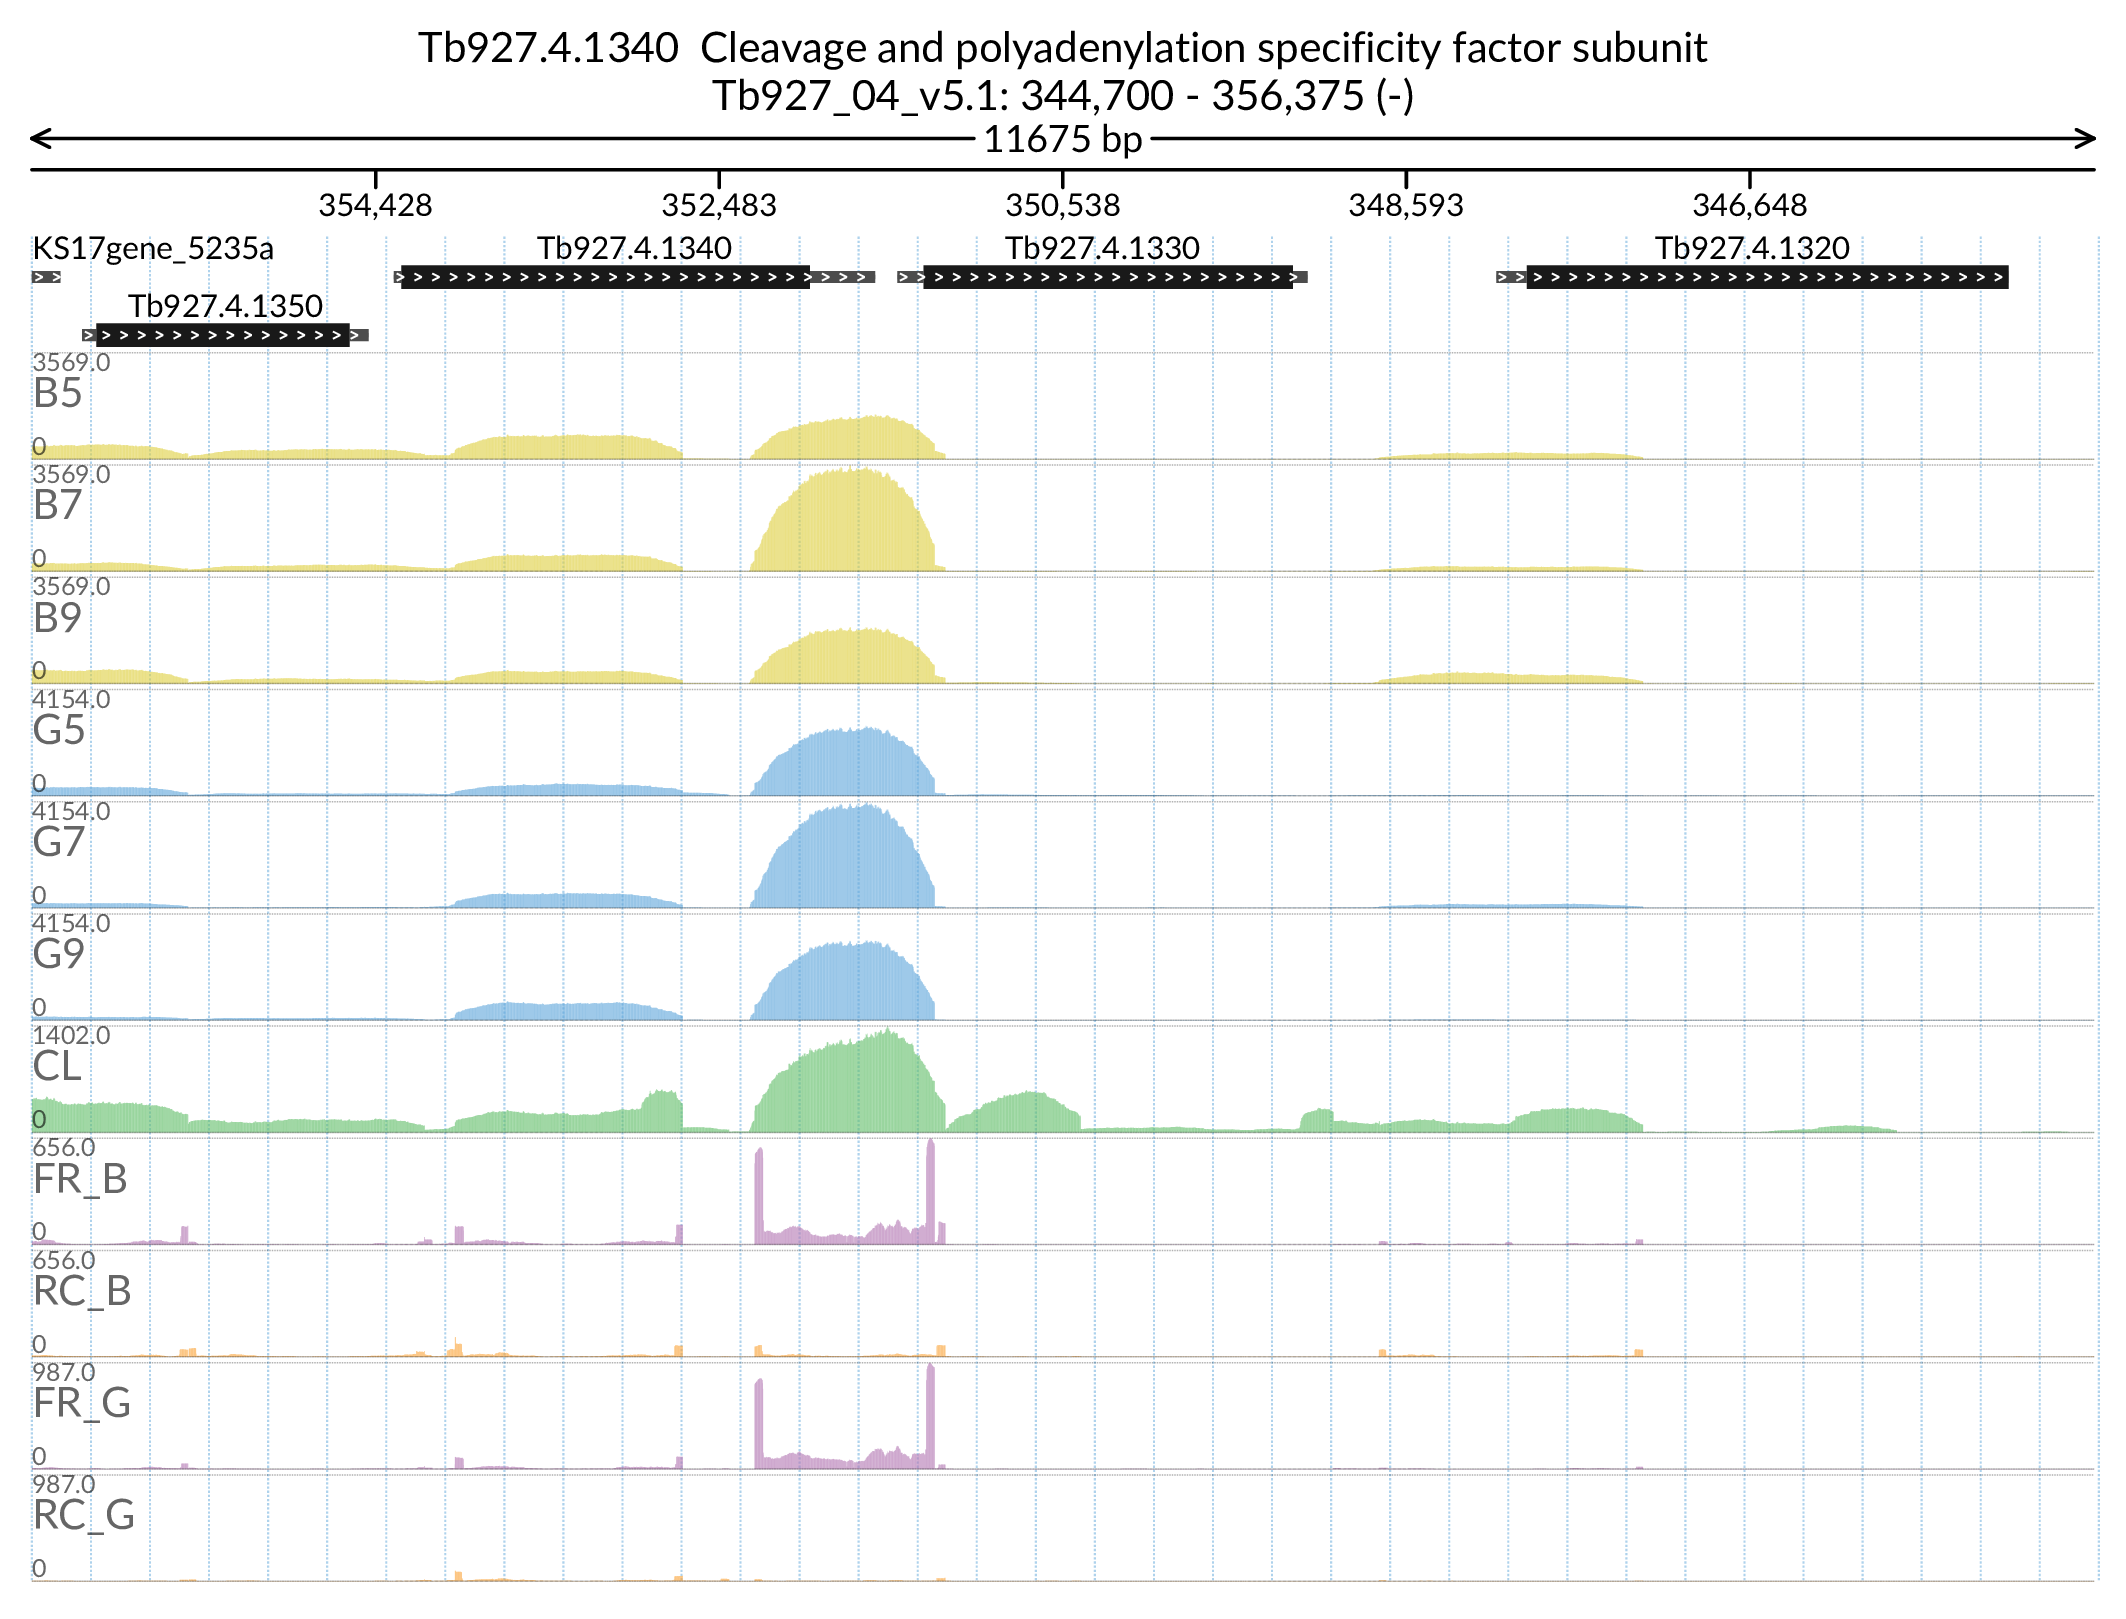 Tb927.4.1340 Cleavage and polyadenylation specificity factor subunit
Tb927_04_v5.1: 344,700 - 356,375 (-)
11675 bp
354,428 352,483 350,538 348,593 346,648
KS17gene_5235a Tb927.4.1340 Tb927.4.1330 Tb927.4.1320
Tb927.4.1350
3569.0
B5
0
3569.0
B7
0
3569.0
B9
0
4154.0
G5
0
4154.0
G7
0
4154.0
G9
0
1402.0
CL
0
656.0
FR_B
0
656.0
RC_B
0
987.0
FR_G
0
987.0
RC_G
0